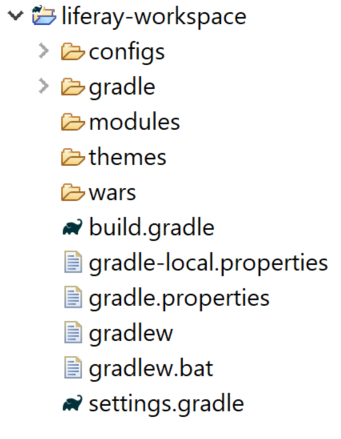 liferay-workspace
configs
gradle
modules
themes
wars
build.gradle
gradle-local.properties
gradle.properties
gradlew
gradlew.bat
settings.gradle